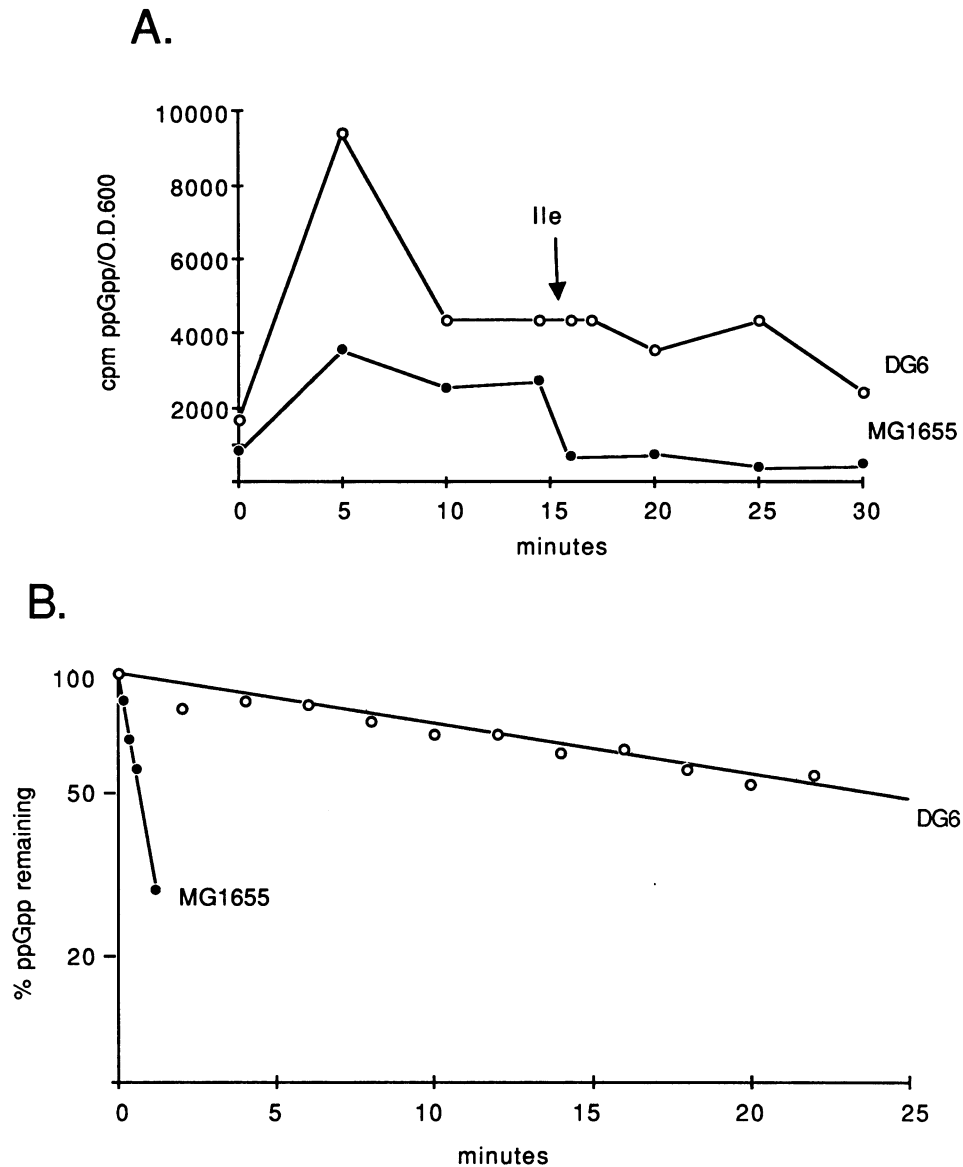 A.
cpm ppGpp/O.D.600
10000
8000
6000
4000
2000
Ile
DG6
MG1655
0 5 10 15 20 25 30
minutes
B.
% ppGpp remaining
100
50
20
DG6
MG1655
0 5 10 15 20 25
minutes